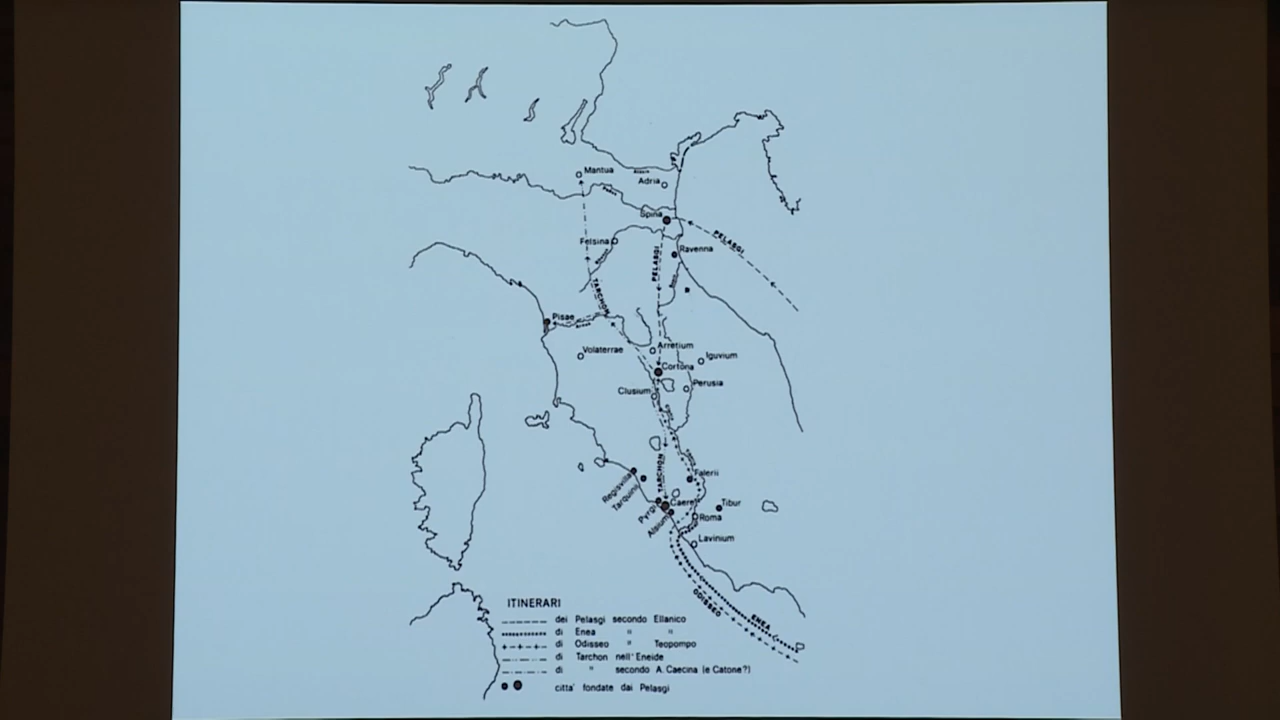 Mantua
Adria
Spina
Felsina
PELASGI
PELASGI
Ravenna
TARCHON
Pisae
Volaterrae
Arretium
Iguvium
Cortona
Clusium
Perusia
TARCHON
Falerii
Regisvilla
Tarquinii
Pyrgi
Caere
Alsium
Tibur
Roma
Lavinium
ODISSEO
ENEA
ITINERARI
dei Pelasgi secondo Ellanico
di Enea " "
di Odisseo " Teopompo
di Tarchon nell'Eneide
di " secondo A. Caecina (e Catone?)
citta' fondate dai Pelasgi